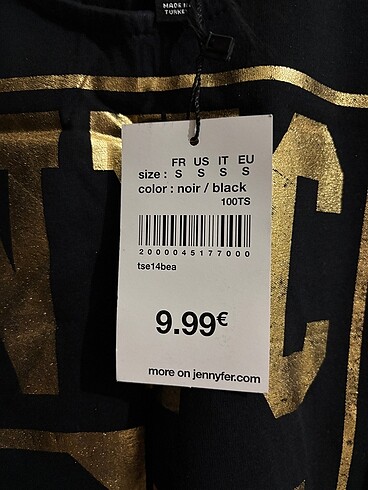 MADE IN
TURKEY
NYC
FR US IT EU
size : S S S S
color : noir / black
100TS
2000045177000
tse14bea
9.99€
more on jennyfer.com